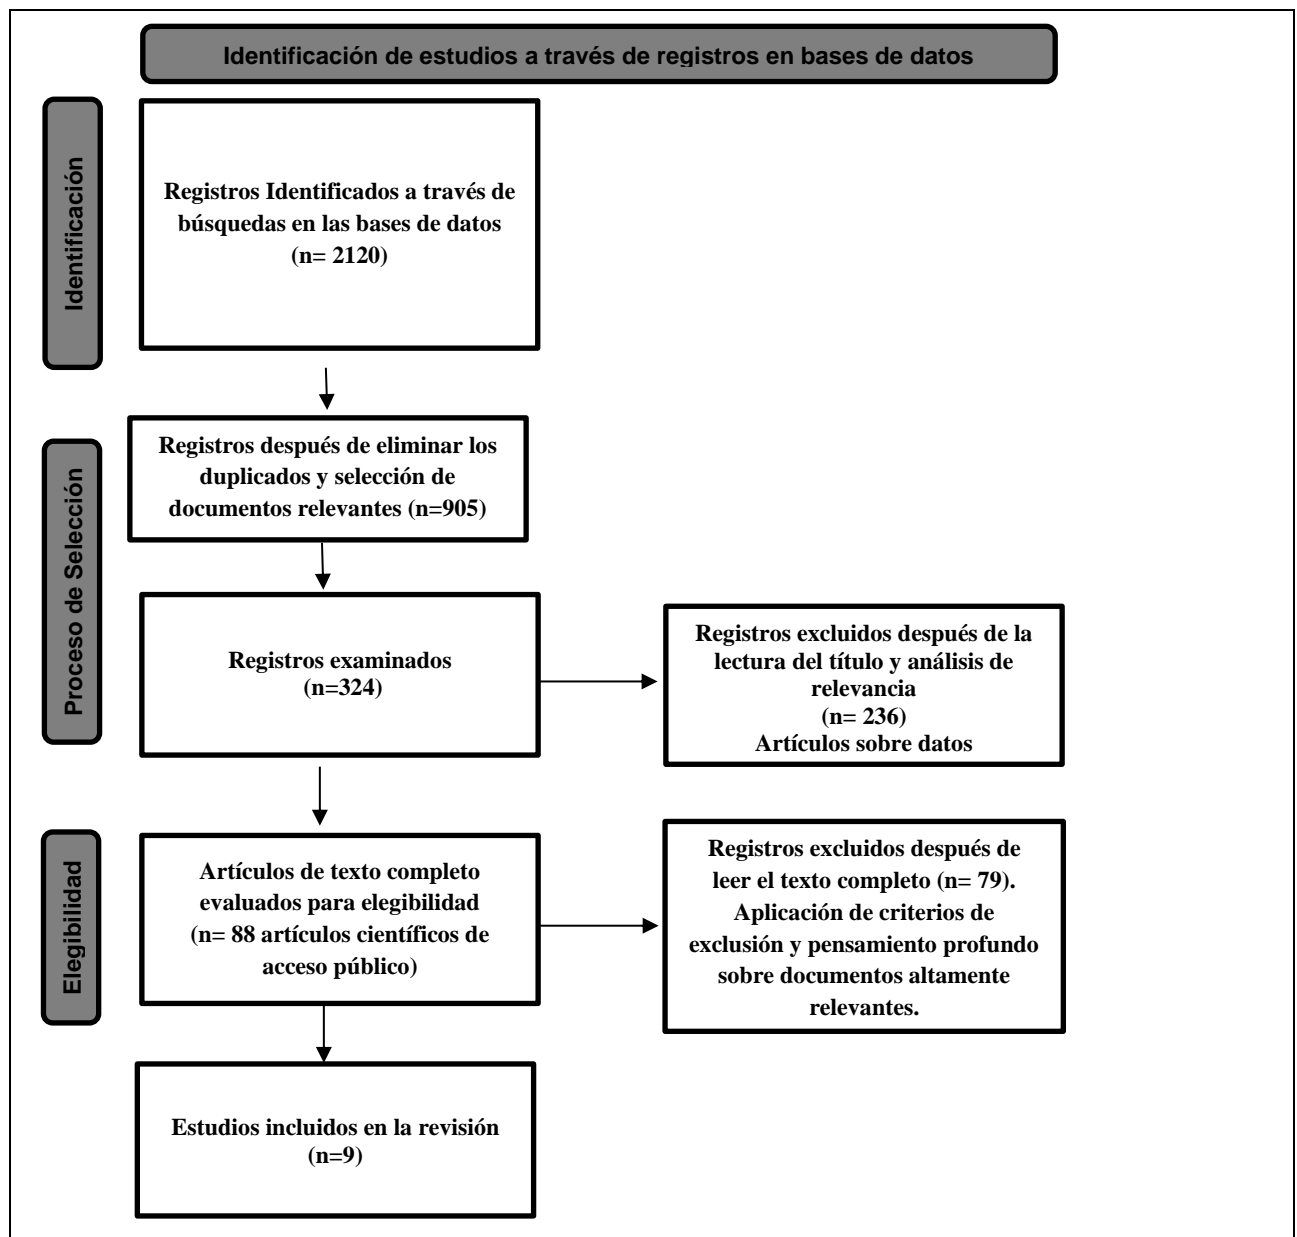 Identificación de estudios a través de registros en bases de datos
Identificación
Registros Identificados a través de
búsquedas en las bases de datos
(n= 2120)
Proceso de Selección
Registros después de eliminar los
duplicados y selección de
documentos relevantes (n=905)
Registros examinados
(n=324)
Registros excluidos después de la
lectura del título y análisis de
relevancia
(n= 236)
Artículos sobre datos
Elegibilidad
Artículos de texto completo
evaluados para elegibilidad
(n= 88 artículos científicos de
acceso público)
Registros excluidos después de
leer el texto completo (n= 79).
Aplicación de criterios de
exclusión y pensamiento profundo
sobre documentos altamente
relevantes.
Estudios incluidos en la revisión
(n=9)